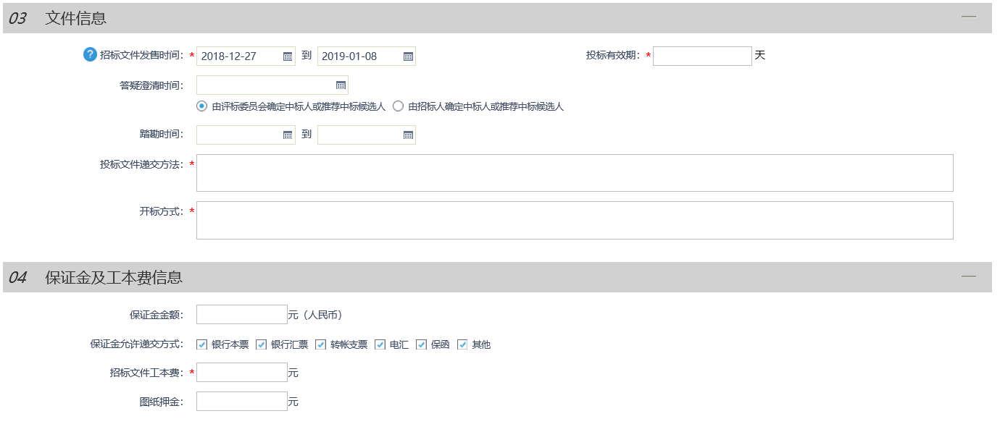 03 文件信息
? 招标文件发售时间： * 2018-12-27 到 2019-01-08 投标有效期： * 天
答疑澄清时间：
由评标委员会确定中标人或推荐中标候选人 由招标人确定中标人或推荐中标候选人
踏勘时间： 到
投标文件递交方法： *
开标方式： *
04 保证金及工本费信息
保证金金额： 元（人民币）
保证金允许递交方式： 银行本票 银行汇票 转帐支票 电汇 保函 其他
招标文件工本费： * 元
图纸押金： 元